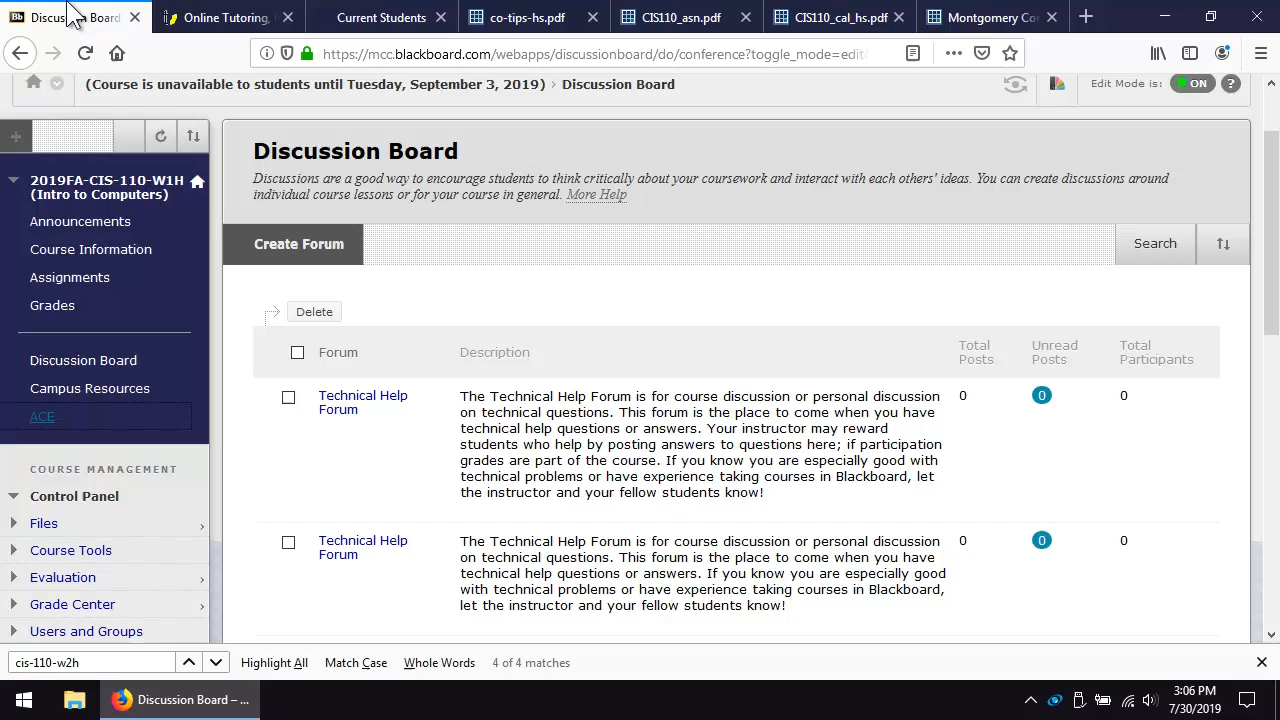 Bb Discussion Board
Online Tutoring,
Current Students
co-tips-hs.pdf
CIS110_asn.pdf
CIS110_cal_hs.pdf
Montgomery Co
https://mcc.blackboard.com/webapps/discussionboard/do/conference?toggle_mode=edit
(Course is unavailable to students until Tuesday, September 3, 2019) > Discussion Board
Edit Mode is: ON ?
2019FA-CIS-110-W1H
(Intro to Computers)
Announcements
Course Information
Assignments
Grades
Discussion Board
Campus Resources
ACE
COURSE MANAGEMENT
Control Panel
Files
Course Tools
Evaluation
Grade Center
Users and Groups
Discussion Board
Discussions are a good way to encourage students to think critically about your coursework and interact with each others' ideas. You can create discussions around
individual course lessons or for your course in general. More Help
Create Forum
Search
Delete
Forum
Description
Total
Posts
Unread
Posts
Total
Participants
Technical Help
Forum
The Technical Help Forum is for course discussion or personal discussion
on technical questions. This forum is the place to come when you have
technical help questions or answers. Your instructor may reward
students who help by posting answers to questions here; if participation
grades are part of the course. If you know you are especially good with
technical problems or have experience taking courses in Blackboard, let
the instructor and your fellow students know!
0
0
0
Technical Help
Forum
The Technical Help Forum is for course discussion or personal discussion
on technical questions. This forum is the place to come when you have
technical help questions or answers. If you know you are especially good
with technical problems or have experience taking courses in Blackboard,
let the instructor and your fellow students know!
0
0
0
cis-110-w2h
Highlight All
Match Case
Whole Words
4 of 4 matches
Discussion Board – ...
3:06 PM
7/30/2019